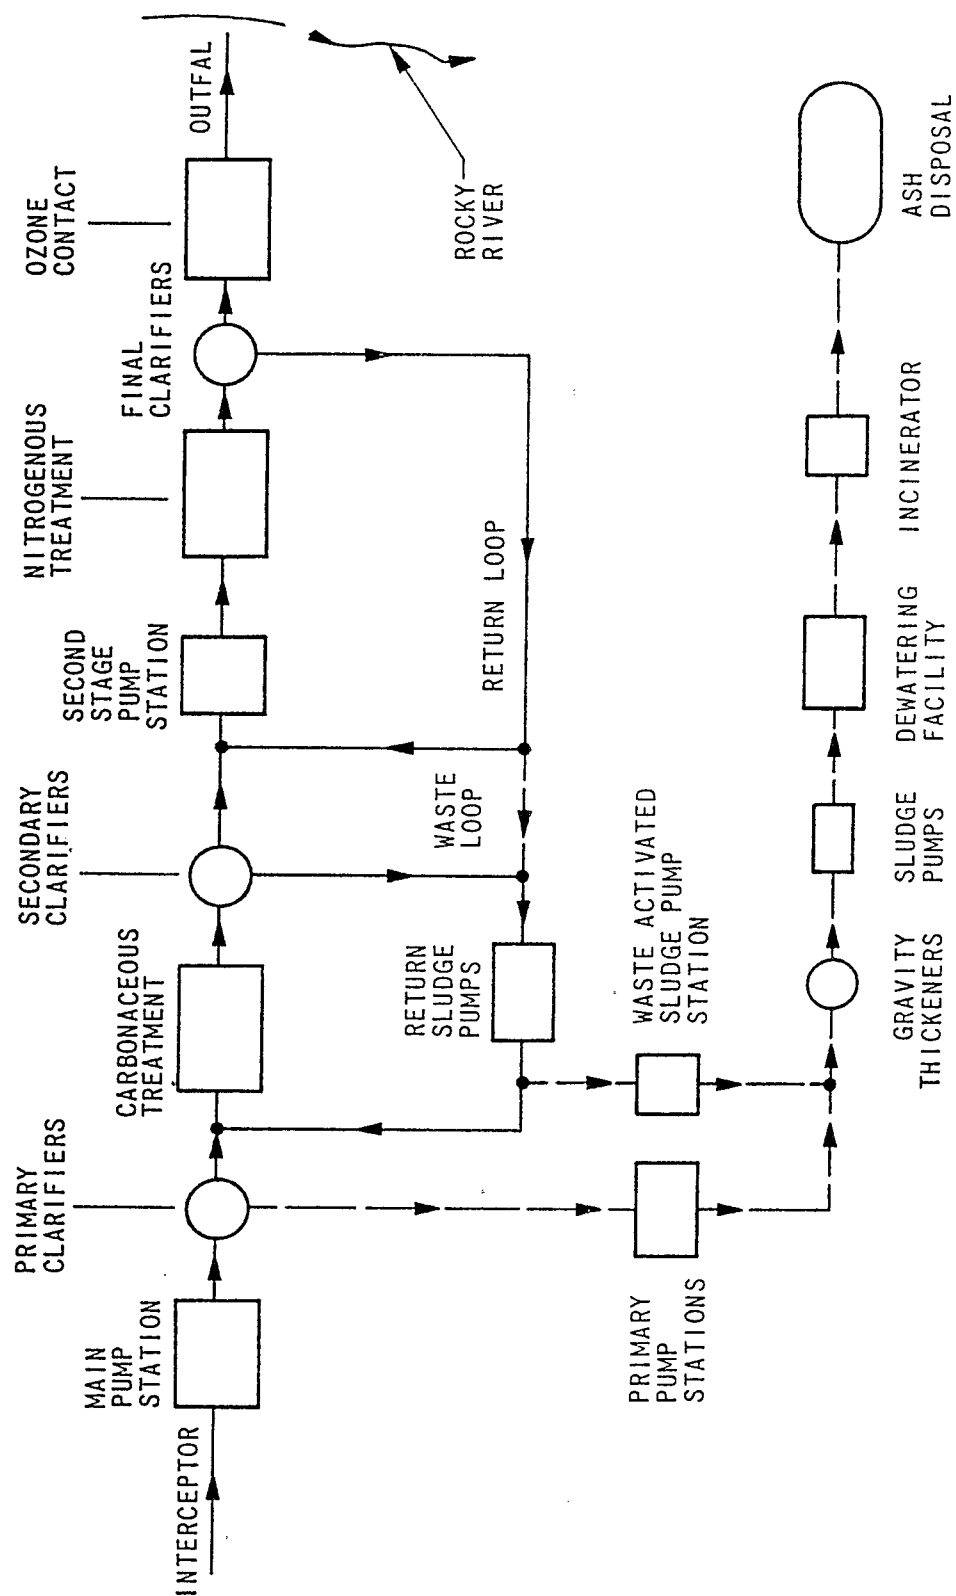 INTERCEPTOR
MAIN
PUMP
STATION
PRIMARY
CLARIFIERS
CARBONACEOUS
TREATMENT
SECONDARY
CLARIFIERS
SECOND
STAGE
PUMP
STATION
NITROGENOUS
TREATMENT
FINAL
CLARIFIERS
OZONE
CONTACT
OUTFAL
ROCKY
RIVER
RETURN LOOP
WASTE
LOOP
RETURN
SLUDGE
PUMPS
WASTE ACTIVATED
SLUDGE PUMP
STATION
PRIMARY
PUMP
STATIONS
GRAVITY
THICKENERS
SLUDGE
PUMPS
DEWATERING
FACILITY
INCINERATOR
ASH
DISPOSAL